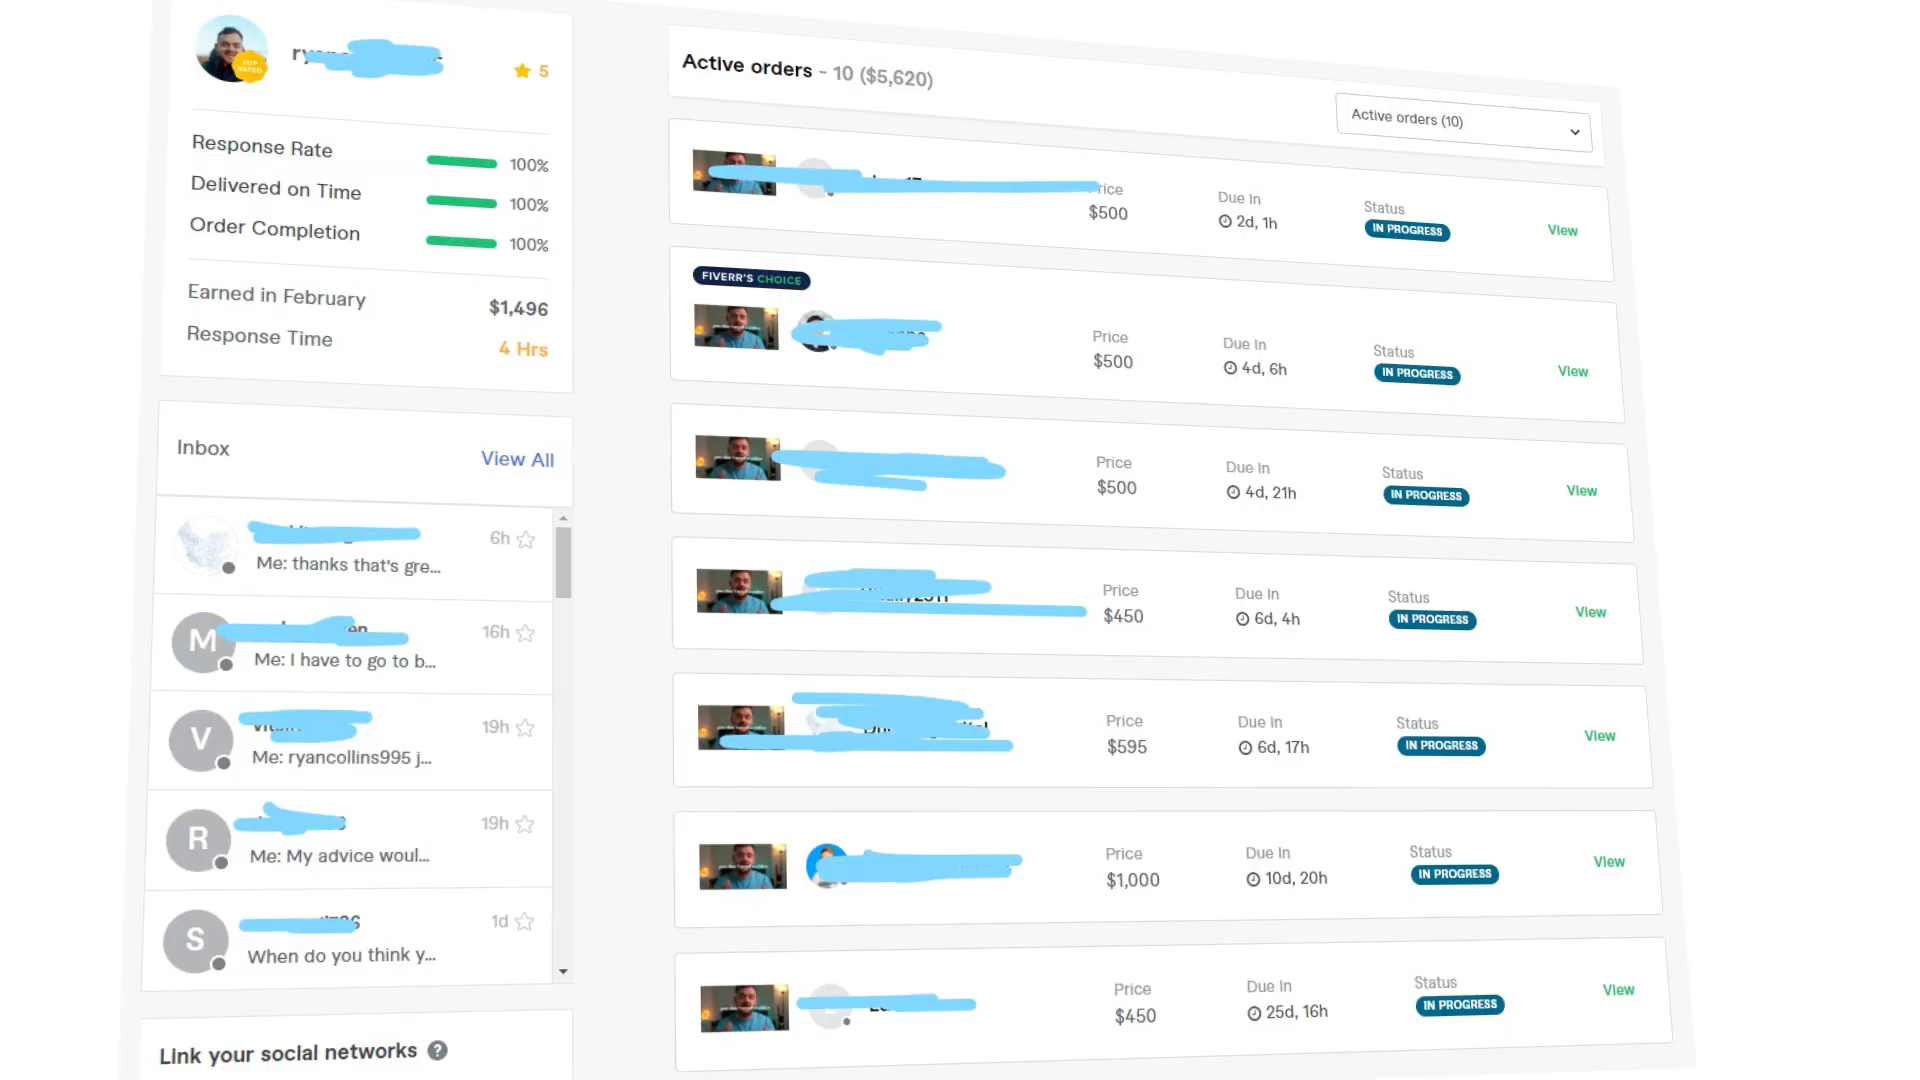 TOP
RATED
5
Response Rate 100%
Delivered on Time 100%
Order Completion 100%
Earned in February $1,496
Response Time 4 Hrs
Inbox View All
6h
Me: thanks that's gre...
M 16h
Me: I have to go to b...
V 19h
Me: ryancollins995 j...
R 19h
Me: My advice woul...
S 1d
When do you think y...
Link your social networks ?
Active orders - 10 ($5,620)
Active orders (10)
Price Due In Status
$500 2d, 1h IN PROGRESS View
FIVERR'S CHOICE
Price Due In Status
$500 4d, 6h IN PROGRESS View
Price Due In Status
$500 4d, 21h IN PROGRESS View
Price Due In Status
$450 6d, 4h IN PROGRESS View
Price Due In Status
$595 6d, 17h IN PROGRESS View
Price Due In Status
$1,000 10d, 20h IN PROGRESS View
Price Due In Status
$450 25d, 16h IN PROGRESS View